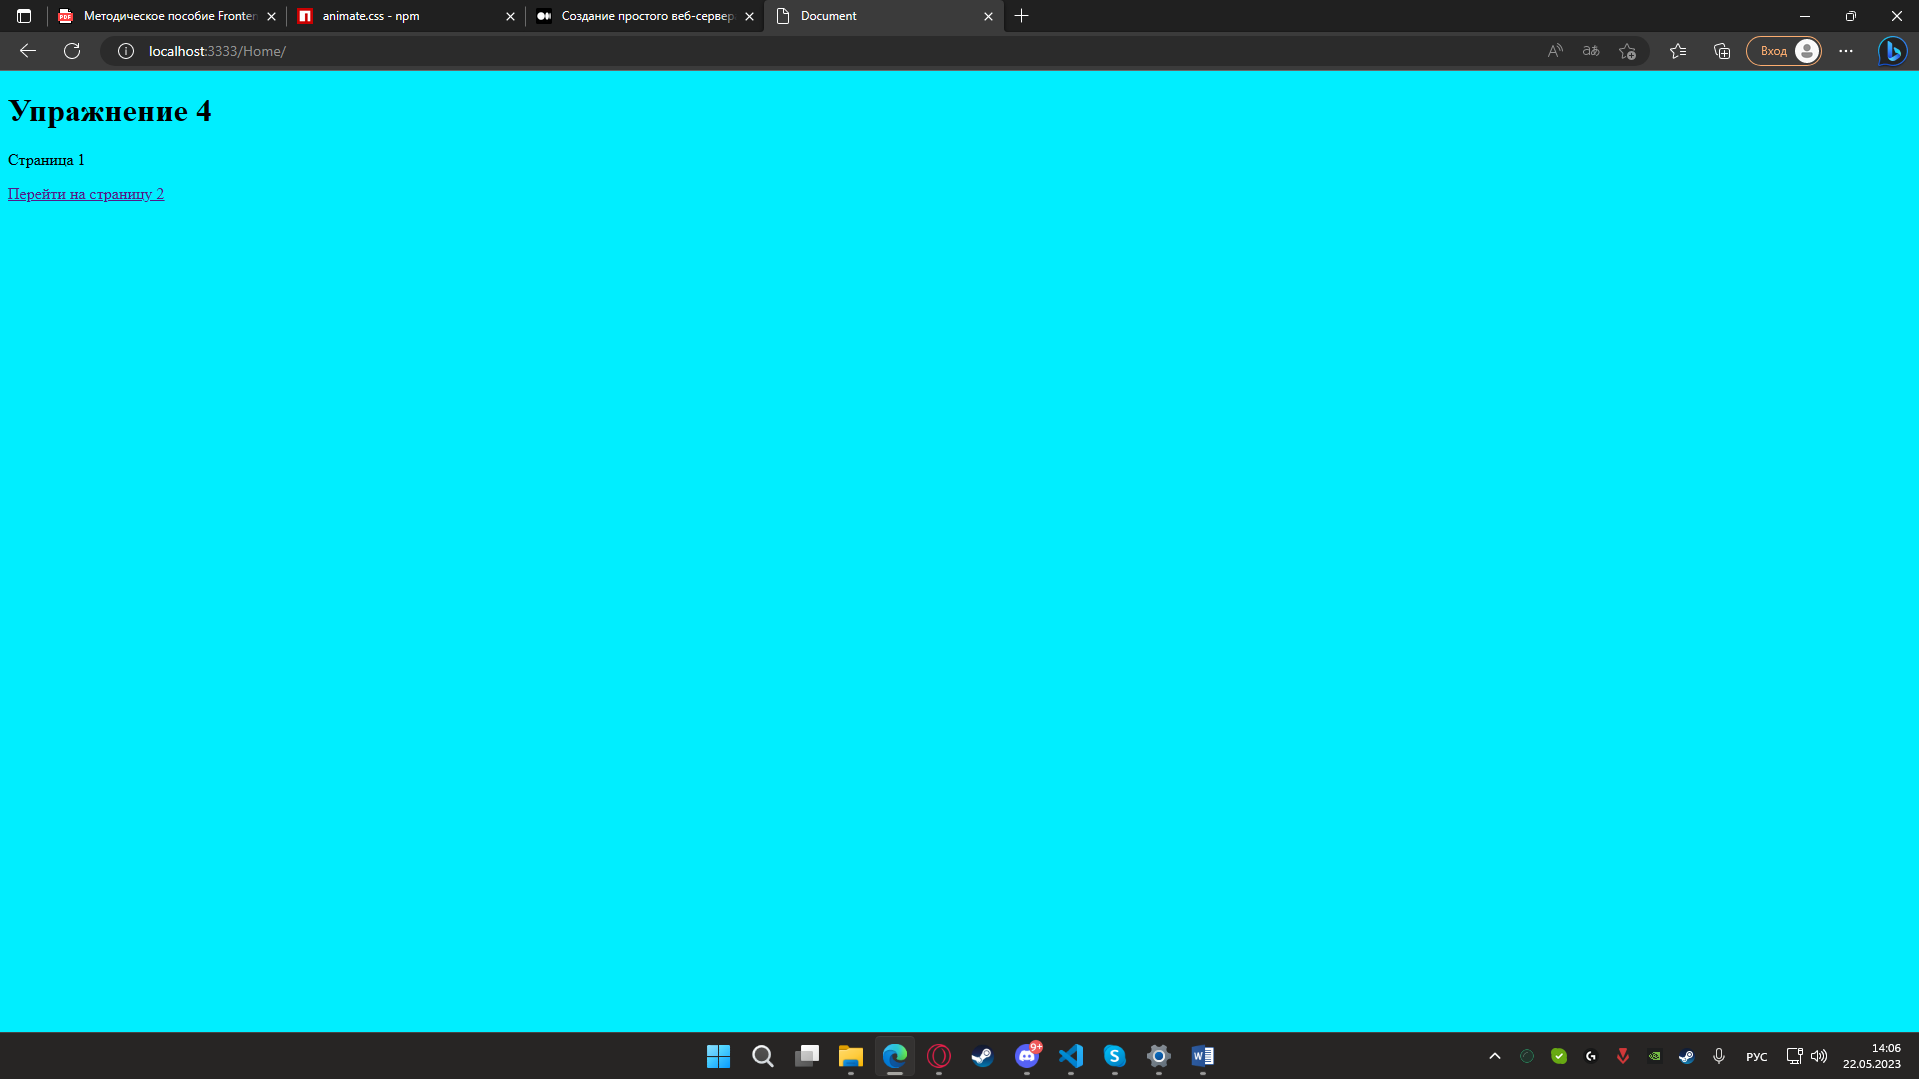 Методическое пособие Fronten
animate.css - npm
Создание простого веб-сервер
Document
localhost:3333/Home/
Вход
Упражнение 4
Страница 1
Перейти на страницу 2
9+
РУС
14:06
22.05.2023